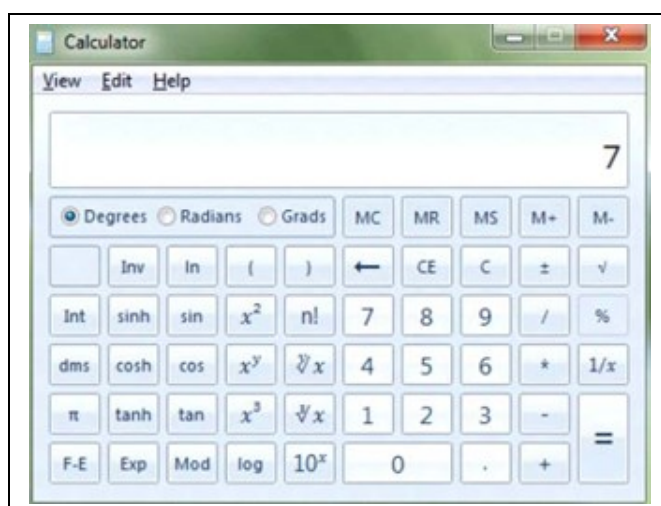 Calculator
View Edit Help
7
Degrees Radians Grads MC MR MS M+ M-
Inv ln ( ) ← CE C ± √
Int sinh sin x² n! 7 8 9 / %
dms cosh cos xʸ ʸ√x 4 5 6 * 1/x
π tanh tan x³ ∛x 1 2 3 - =
F-E Exp Mod log 10ˣ 0 . +